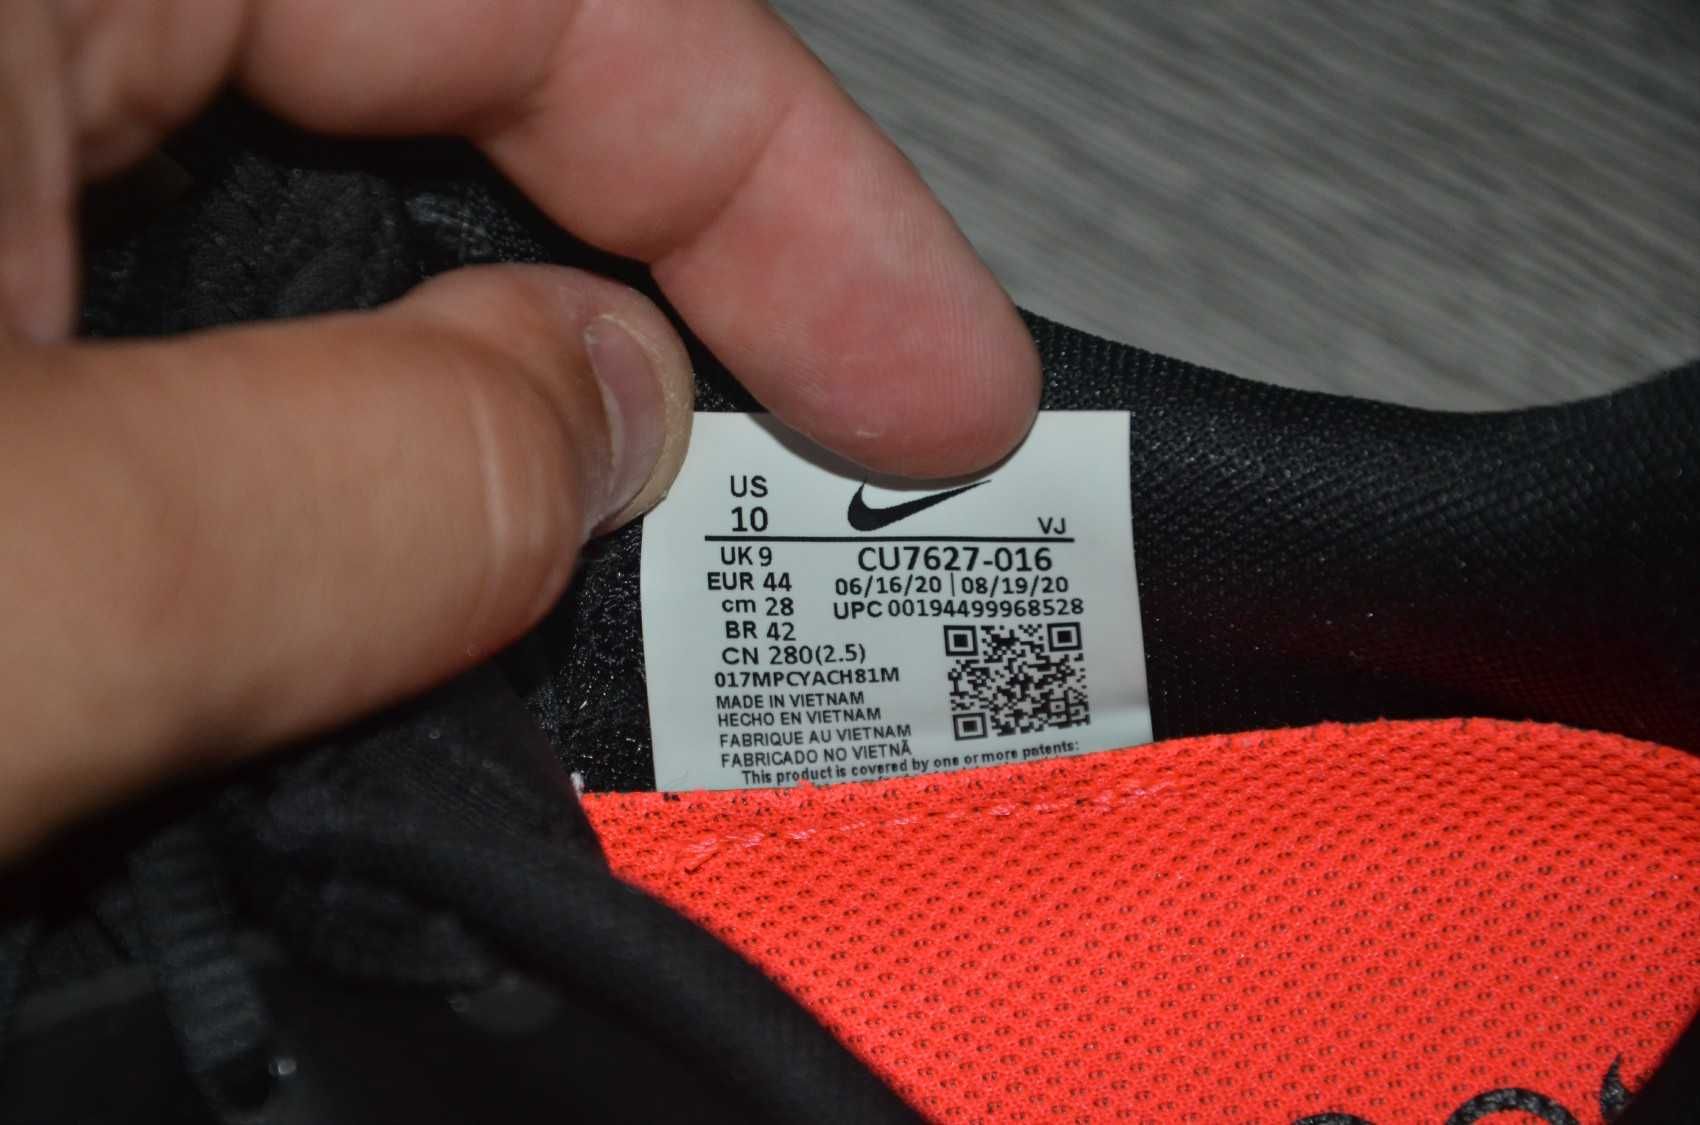 US
10
VJ
UK 9
CU7627-016
EUR 44
06/16/20 | 08/19/20
cm 28
UPC 00194499968528
BR 42
CN 280(2.5)
017MPCYACH81M
MADE IN VIETNAM
HECHO EN VIETNAM
FABRIQUE AU VIETNAM
FABRICADO NO VIETNÃ
This product is covered by one or more patents: